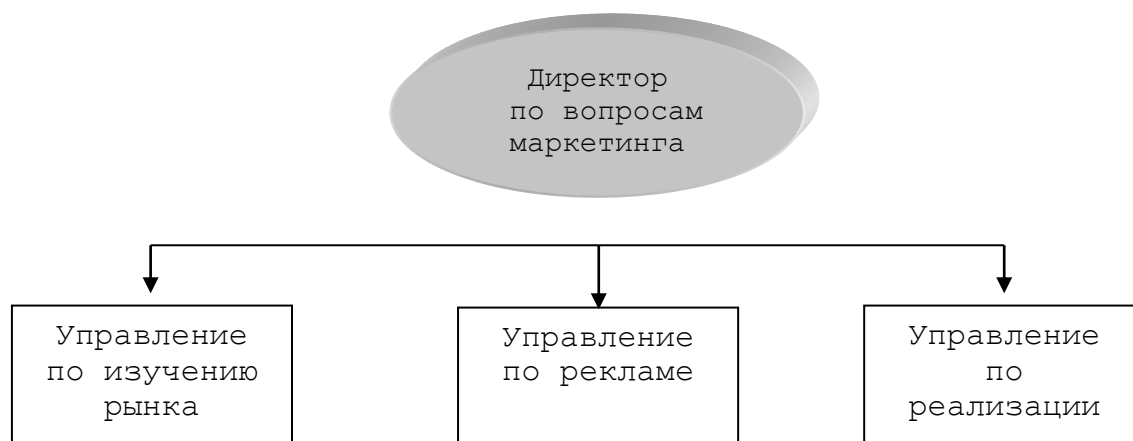 Директор
по вопросам
маркетинга
Управление
по изучению
рынка
Управление
по рекламе
Управление
по
реализации